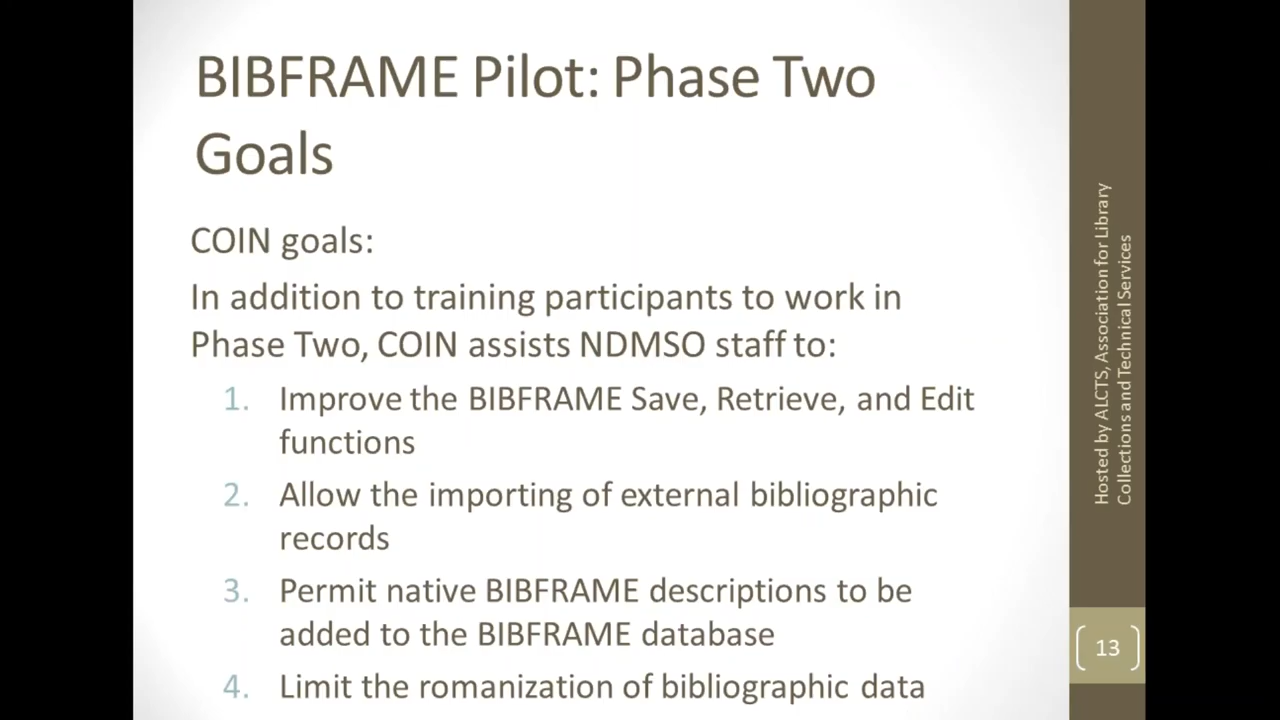 BIBFRAME Pilot: Phase Two
Goals
COIN goals:
In addition to training participants to work in
Phase Two, COIN assists NDMSO staff to:
1. Improve the BIBFRAME Save, Retrieve, and Edit
functions
2. Allow the importing of external bibliographic
records
3. Permit native BIBFRAME descriptions to be
added to the BIBFRAME database
4. Limit the romanization of bibliographic data
Hosted by ALCTS, Association for Library
Collections and Technical Services
13